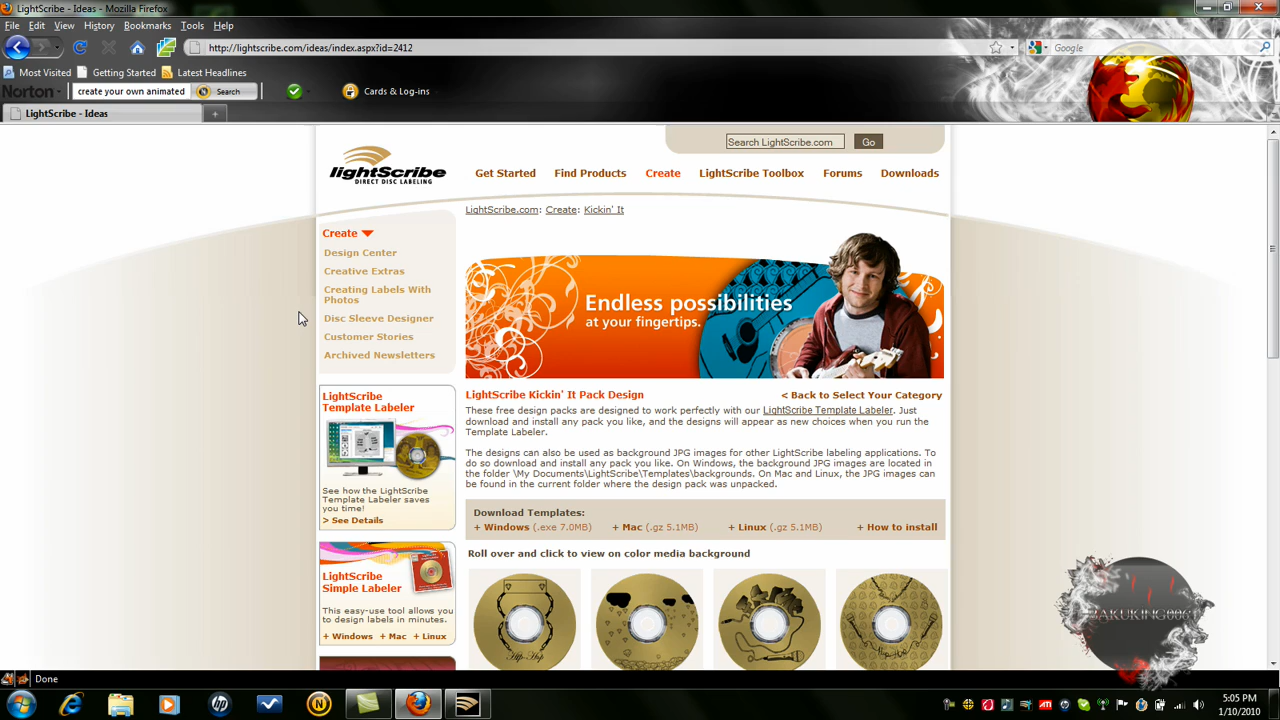 LightScribe - Ideas - Mozilla Firefox
File Edit View History Bookmarks Tools Help
http://lightscribe.com/ideas/index.aspx?id=2412
Google
Most Visited Getting Started Latest Headlines
Norton create your own animated Search Cards & Log-ins
LightScribe - Ideas
Search LightScribe.com Go
lightScribe
DIRECT DISC LABELING
Get Started Find Products Create LightScribe Toolbox Forums Downloads
LightScribe.com: Create: Kickin' It
Create
Design Center
Creative Extras
Creating Labels With
Photos
Disc Sleeve Designer
Customer Stories
Archived Newsletters
Endless possibilities
at your fingertips.
LightScribe
Template Labeler
See how the LightScribe
Template Labeler saves
you time!
> See Details
LightScribe
Simple Labeler
This easy-use tool allows you
to design labels in minutes.
+ Windows + Mac + Linux
LightScribe Kickin' It Pack Design < Back to Select Your Category
These free design packs are designed to work perfectly with our LightScribe Template Labeler. Just
download and install any pack you like, and the designs will appear as new choices when you run the
Template Labeler.
The designs can also be used as background JPG images for other LightScribe labeling applications. To
do so download and install any pack you like. On Windows, the background JPG images are located in
the folder \My Documents\LightScribe\Templates\backgrounds. On Mac and Linux, the JPG images can
be found in the current folder where the design pack was unpacked.
Download Templates:
+ Windows (.exe 7.0MB) + Mac (.gz 5.1MB) + Linux (.gz 5.1MB) + How to install
Roll over and click to view on color media background
Hip-Hop
Done
5:05 PM
1/10/2010